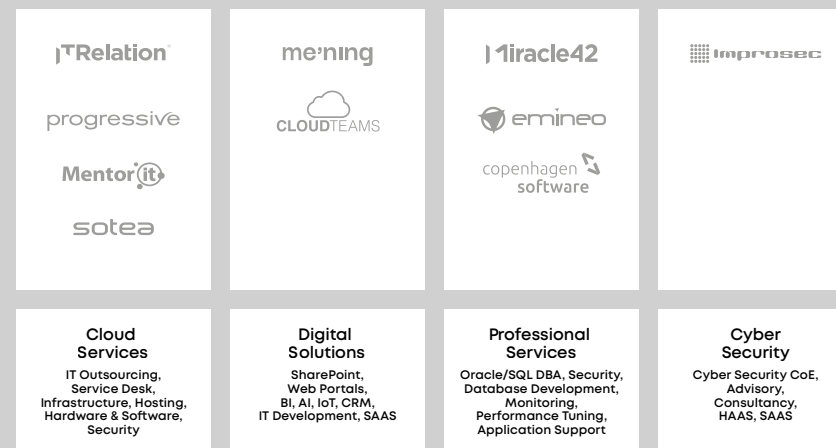 iTRelation
progressive
Mentor it
sotea
me'ning
CLOUDTEAMS
Miracle42
emineo
copenhagen
software
Improsec
Cloud
Services
IT Outsourcing,
Service Desk,
Infrastructure, Hosting,
Hardware & Software,
Security
Digital
Solutions
SharePoint,
Web Portals,
BI, AI, IoT, CRM,
IT Development, SAAS
Professional
Services
Oracle/SQL DBA, Security,
Database Development,
Monitoring,
Performance Tuning,
Application Support
Cyber
Security
Cyber Security CoE,
Advisory,
Consultancy,
HAAS, SAAS